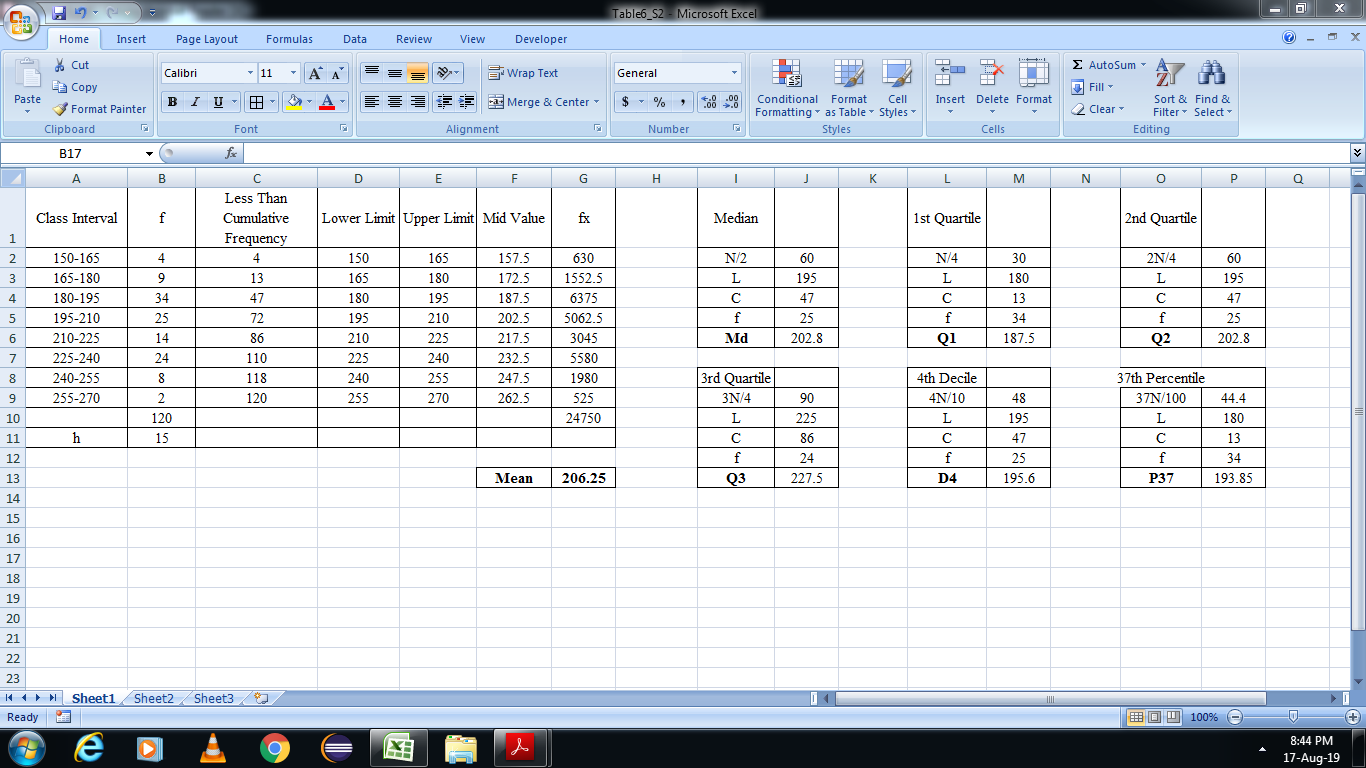 Table6_S2 - Microsoft Excel
Home Insert Page Layout Formulas Data Review View Developer
Paste
Cut
Copy
Format Painter
Clipboard
Calibri 11 A A
B I U A
Font
Wrap Text
Merge & Center
Alignment
General
$ % , .0 .00 .00 .0
Number
Conditional Formatting
Format as Table
Cell Styles
Styles
Insert Delete Format
Cells
Σ AutoSum
Fill
Clear
Sort & Filter
Find & Select
Editing
B17 fx
A B C D E F G H I J K L M N O P Q
1 Class Interval f Less Than Cumulative Frequency Lower Limit Upper Limit Mid Value fx Median 1st Quartile 2nd Quartile
2 150-165 4 4 150 165 157.5 630 N/2 60 N/4 30 2N/4 60
3 165-180 9 13 165 180 172.5 1552.5 L 195 L 180 L 195
4 180-195 34 47 180 195 187.5 6375 C 47 C 13 C 47
5 195-210 25 72 195 210 202.5 5062.5 f 25 f 34 f 25
6 210-225 14 86 210 225 217.5 3045 Md 202.8 Q1 187.5 Q2 202.8
7 225-240 24 110 225 240 232.5 5580
8 240-255 8 118 240 255 247.5 1980 3rd Quartile 4th Decile 37th Percentile
9 255-270 2 120 255 270 262.5 525 3N/4 90 4N/10 48 37N/100 44.4
10 120 24750 L 225 L 195 L 180
11 h 15 C 86 C 47 C 13
12 f 24 f 25 f 34
13 Mean 206.25 Q3 227.5 D4 195.6 P37 193.85
14
15
16
17
18
19
20
21
22
23
Sheet1 Sheet2 Sheet3
Ready 100%
8:44 PM
17-Aug-19